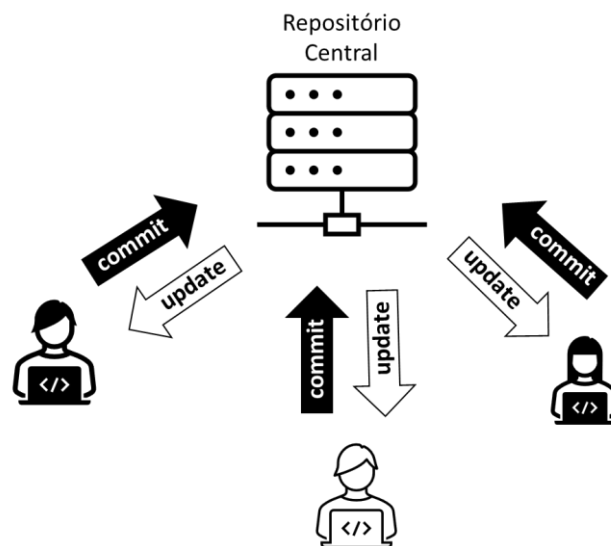 Repositório
Central
commit
update
commit
update
commit
update
</>
</>
</>